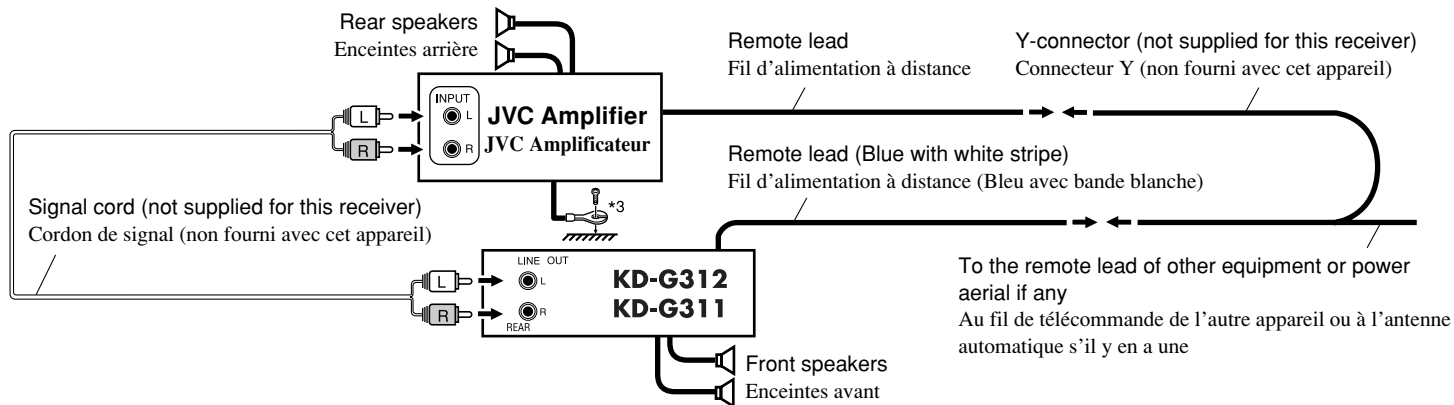 Rear speakers
Enceintes arrière
Remote lead
Fil d’alimentation à distance
Y-connector (not supplied for this receiver)
Connecteur Y (non fourni avec cet appareil)
INPUT
L
L
R
R
JVC Amplifier
JVC Amplificateur
Remote lead (Blue with white stripe)
Fil d’alimentation à distance (Bleu avec bande blanche)
*3
Signal cord (not supplied for this receiver)
Cordon de signal (non fourni avec cet appareil)
LINE OUT
L
L
R
R
REAR
KD-G312
KD-G311
To the remote lead of other equipment or power
aerial if any
Au fil de télécommande de l’autre appareil ou à l’antenne
automatique s’il y en a une
Front speakers
Enceintes avant